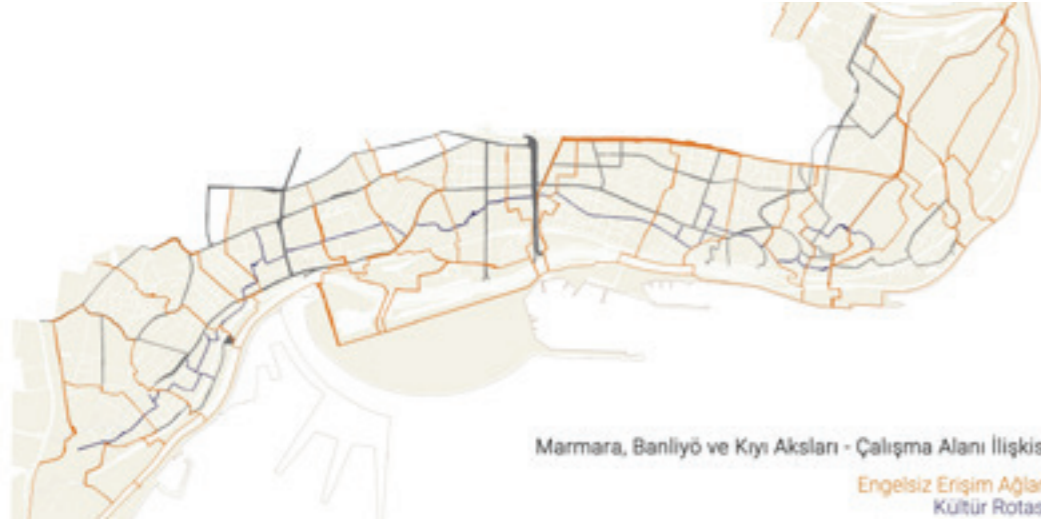 Marmara, Banliyö ve Kıyı Aksları - Çalışma Alanı İlişkis
Engelsiz Erişim Ağlar
Kültür Rotas